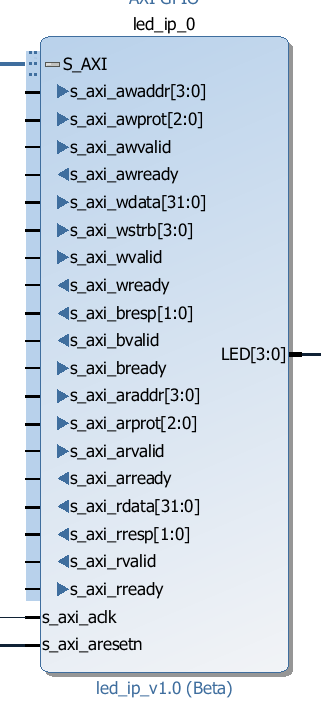 AXI GPIO
led_ip_0
S_AXI
s_axi_awaddr[3:0]
s_axi_awprot[2:0]
s_axi_awvalid
s_axi_awready
s_axi_wdata[31:0]
s_axi_wstrb[3:0]
s_axi_wvalid
s_axi_wready
s_axi_bresp[1:0]
s_axi_bvalid
LED[3:0]
s_axi_bready
s_axi_araddr[3:0]
s_axi_arprot[2:0]
s_axi_arvalid
s_axi_arready
s_axi_rdata[31:0]
s_axi_rresp[1:0]
s_axi_rvalid
s_axi_rready
s_axi_aclk
s_axi_aresetn
led_ip_v1.0 (Beta)